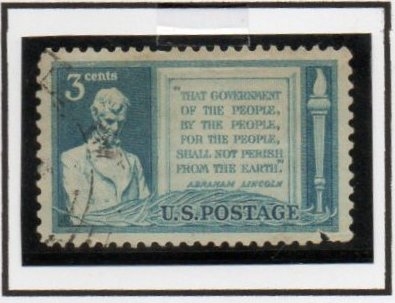 3 cents
"THAT GOVERNMENT
OF THE PEOPLE,
BY THE PEOPLE,
FOR THE PEOPLE,
SHALL NOT PERISH
FROM THE EARTH."
ABRAHAM LINCOLN
U.S. POSTAGE